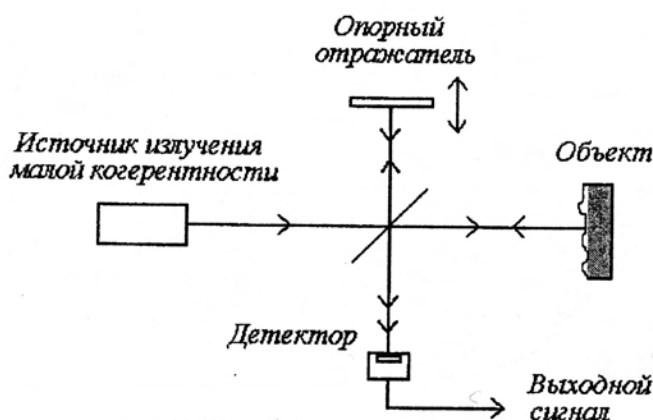 Опорный
отражатель
Источник излучения
малой когерентности
Объект
Детектор
Выходной
сигнал